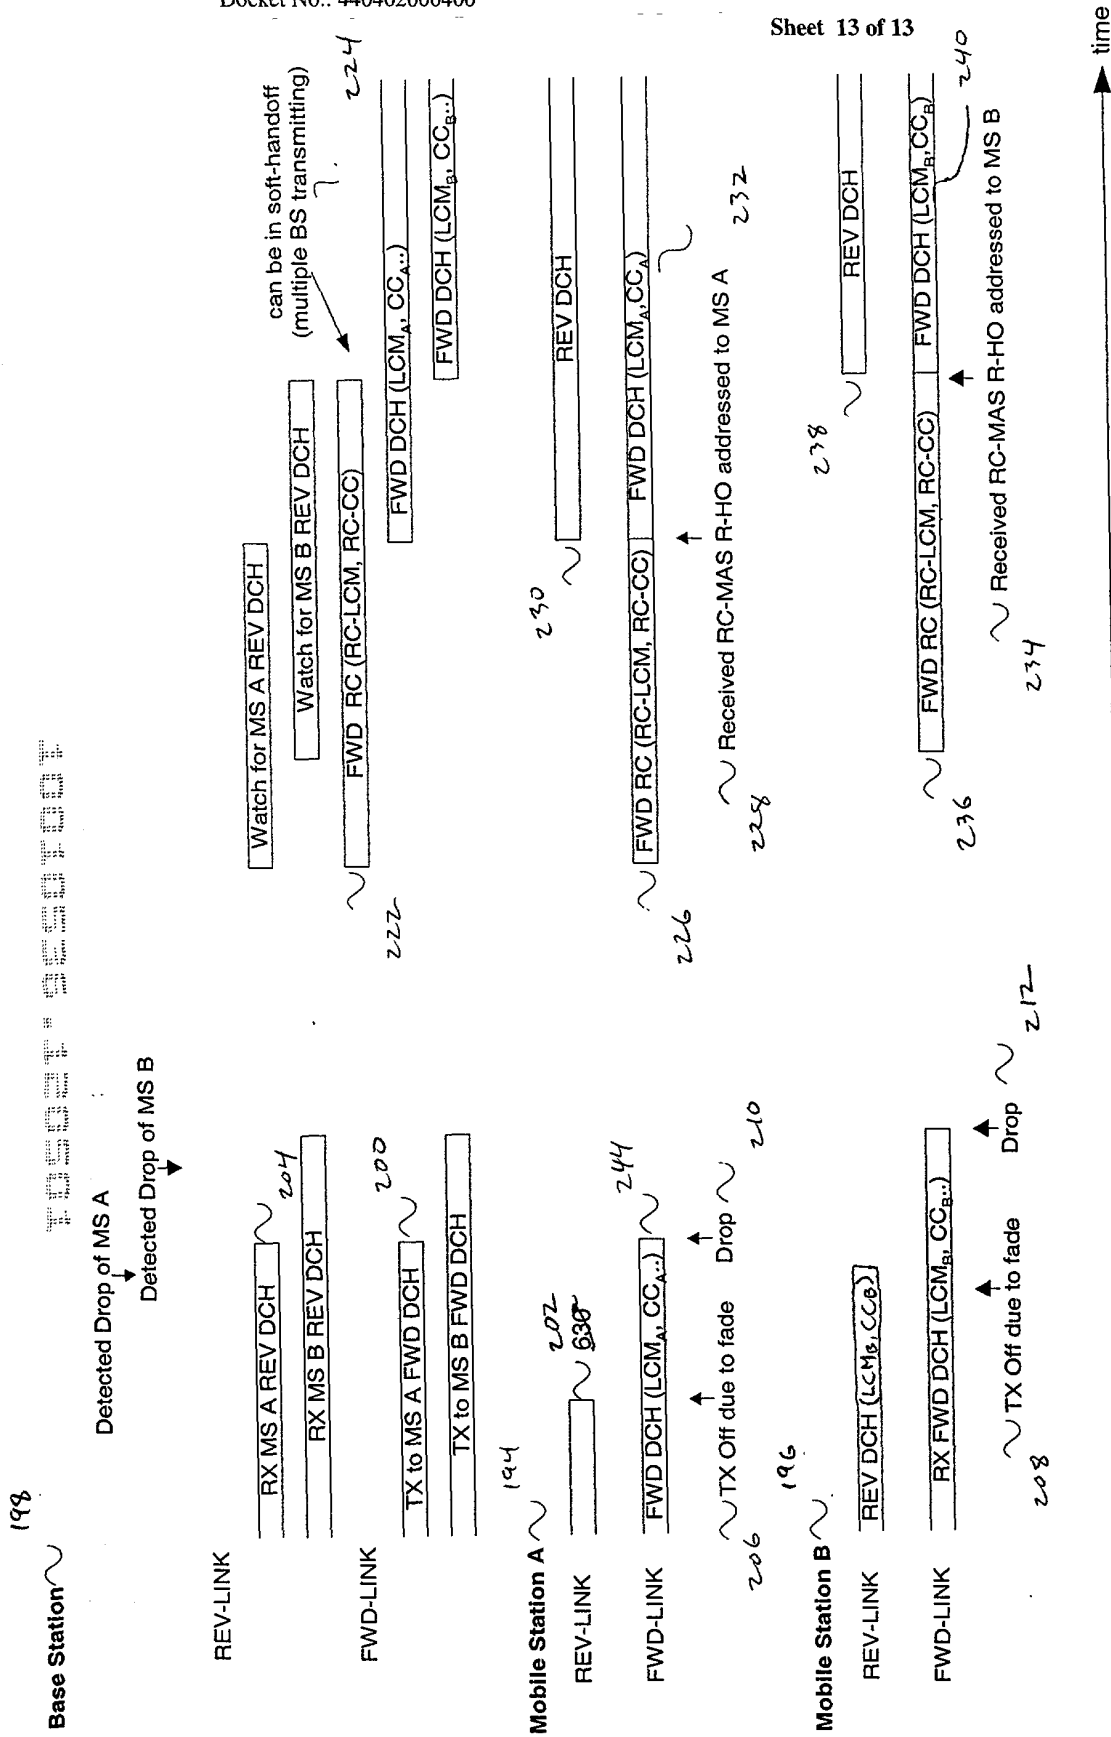 Docket No.: 440402000400
Sheet 13 of 13
10010536.120501
198
Base Station
Detected Drop of MS A
Detected Drop of MS B
REV-LINK
RX MS A REV DCH
204
RX MS B REV DCH
Watch for MS A REV DCH
Watch for MS B REV DCH
can be in soft-handoff
(multiple BS transmitting)
224
FWD-LINK
200
TX to MS A FWD DCH
TX to MS B FWD DCH
222
FWD RC (RC-LCM, RC-CC)
FWD DCH (LCMA, CCA..)
FWD DCH (LCMB, CCB..)
194
Mobile Station A
REV-LINK
202
630
230
REV DCH
FWD-LINK
FWD DCH (LCMA, CCA..)
244
226
FWD RC (RC-LCM, RC-CC)
FWD DCH (LCMA,CCA)
232
206
TX Off due to fade
Drop
210
228
Received RC-MAS R-HO addressed to MS A
196
Mobile Station B
REV-LINK
REV DCH (LCMB, CCB)
238
REV DCH
FWD-LINK
RX FWD DCH (LCMB, CCB..)
236
FWD RC (RC-LCM, RC-CC)
FWD DCH (LCMB,CCB)
240
208
TX Off due to fade
Drop
212
234
Received RC-MAS R-HO addressed to MS B
time